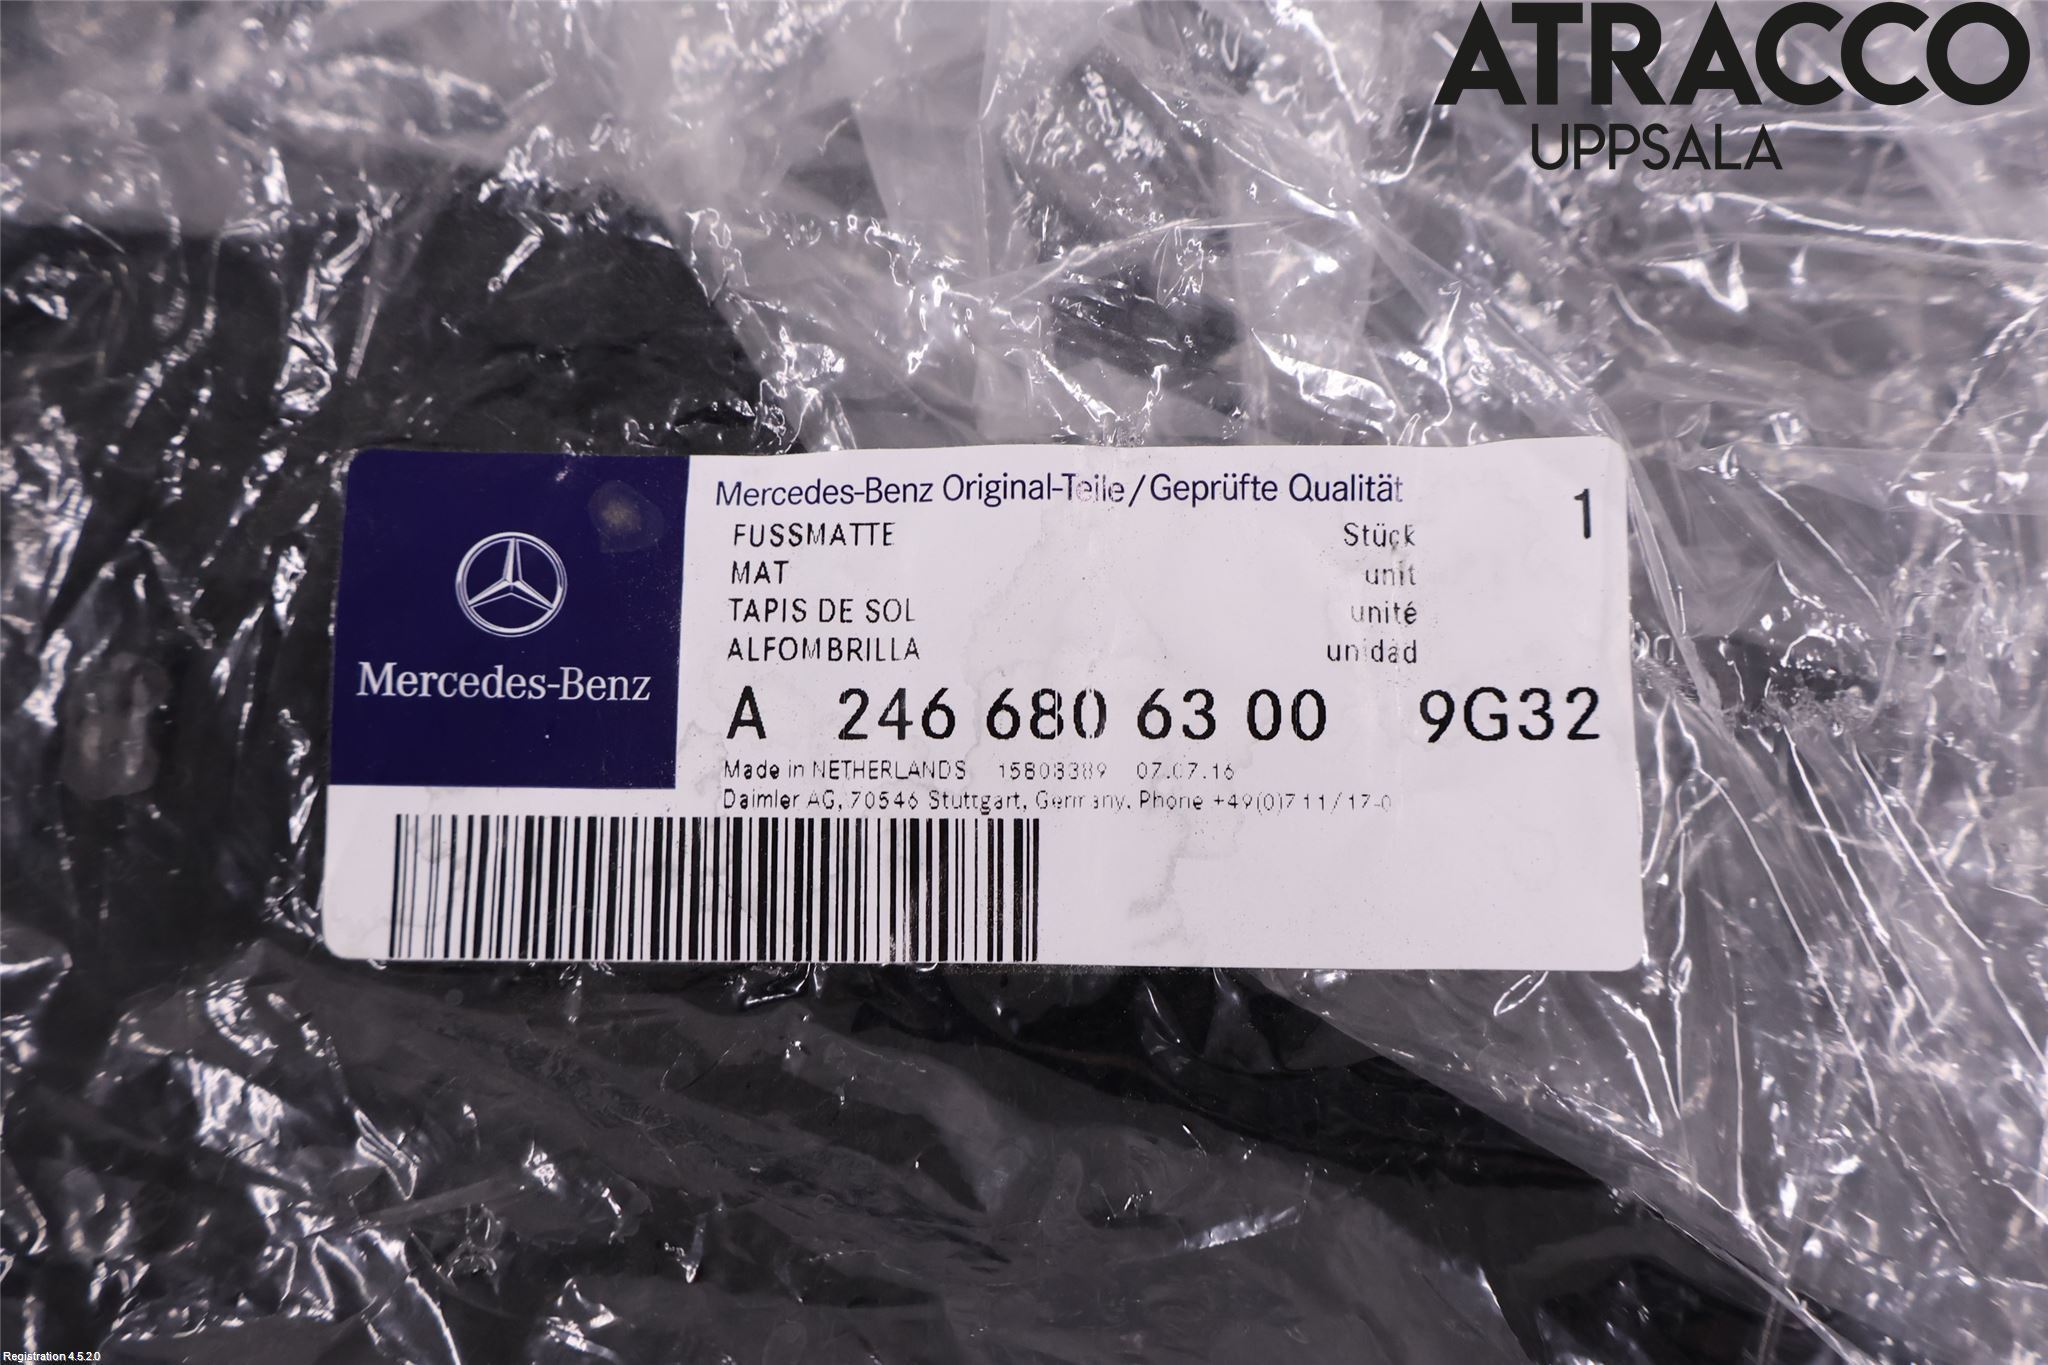 ATRACCO
UPPSALA
Mercedes-Benz Original-Teile/Geprüfte Qualität
1
FUSSMATTE Stück
MAT unit
TAPIS DE SOL unité
ALFOMBRILLA unidad
Mercedes-Benz
A 246 680 63 00 9G32
Made in NETHERLANDS 15808389 07.07.16
Daimler AG, 70546 Stuttgart, Germany, Phone +49(0)711/17-0
Registration 4.5.2.0